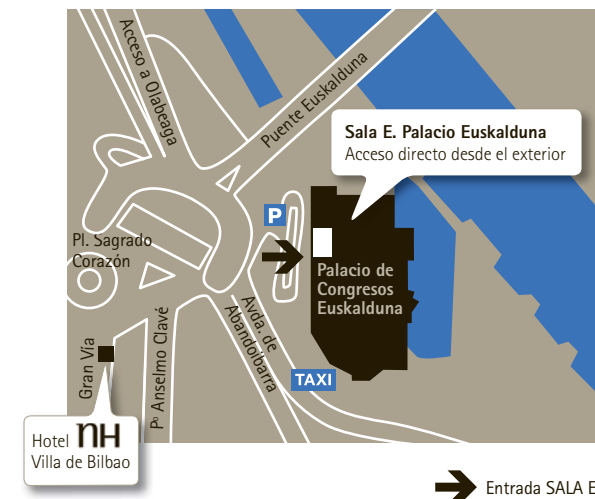 Acceso a Olabeaga
Puente Euskalduna
Sala E. Palacio Euskalduna
Acceso directo desde el exterior
P
Pl. Sagrado
Corazón
Palacio de
Congresos
Euskalduna
Avda. de
Abandoibarra
TAXI
Gran Vía
Pº Anselmo Clavé
Hotel nH
Villa de Bilbao
Entrada SALA E